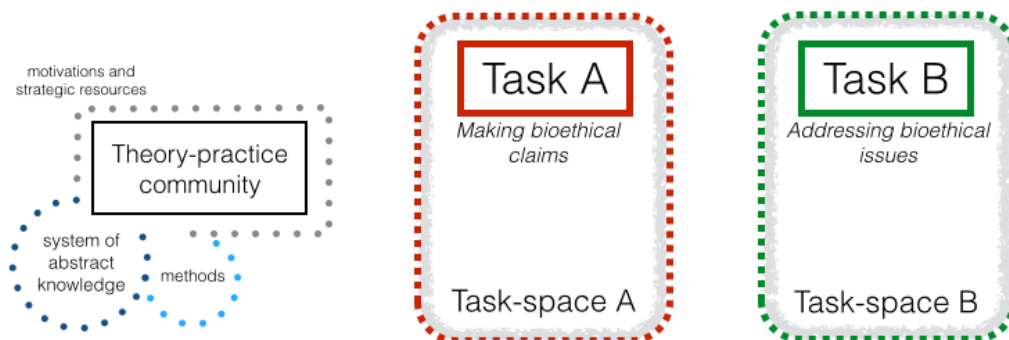 motivations and
strategic resources
Theory-practice
community
system of
abstract
knowledge
methods
Task A
Making bioethical
claims
Task-space A
Task B
Addressing bioethical
issues
Task-space B